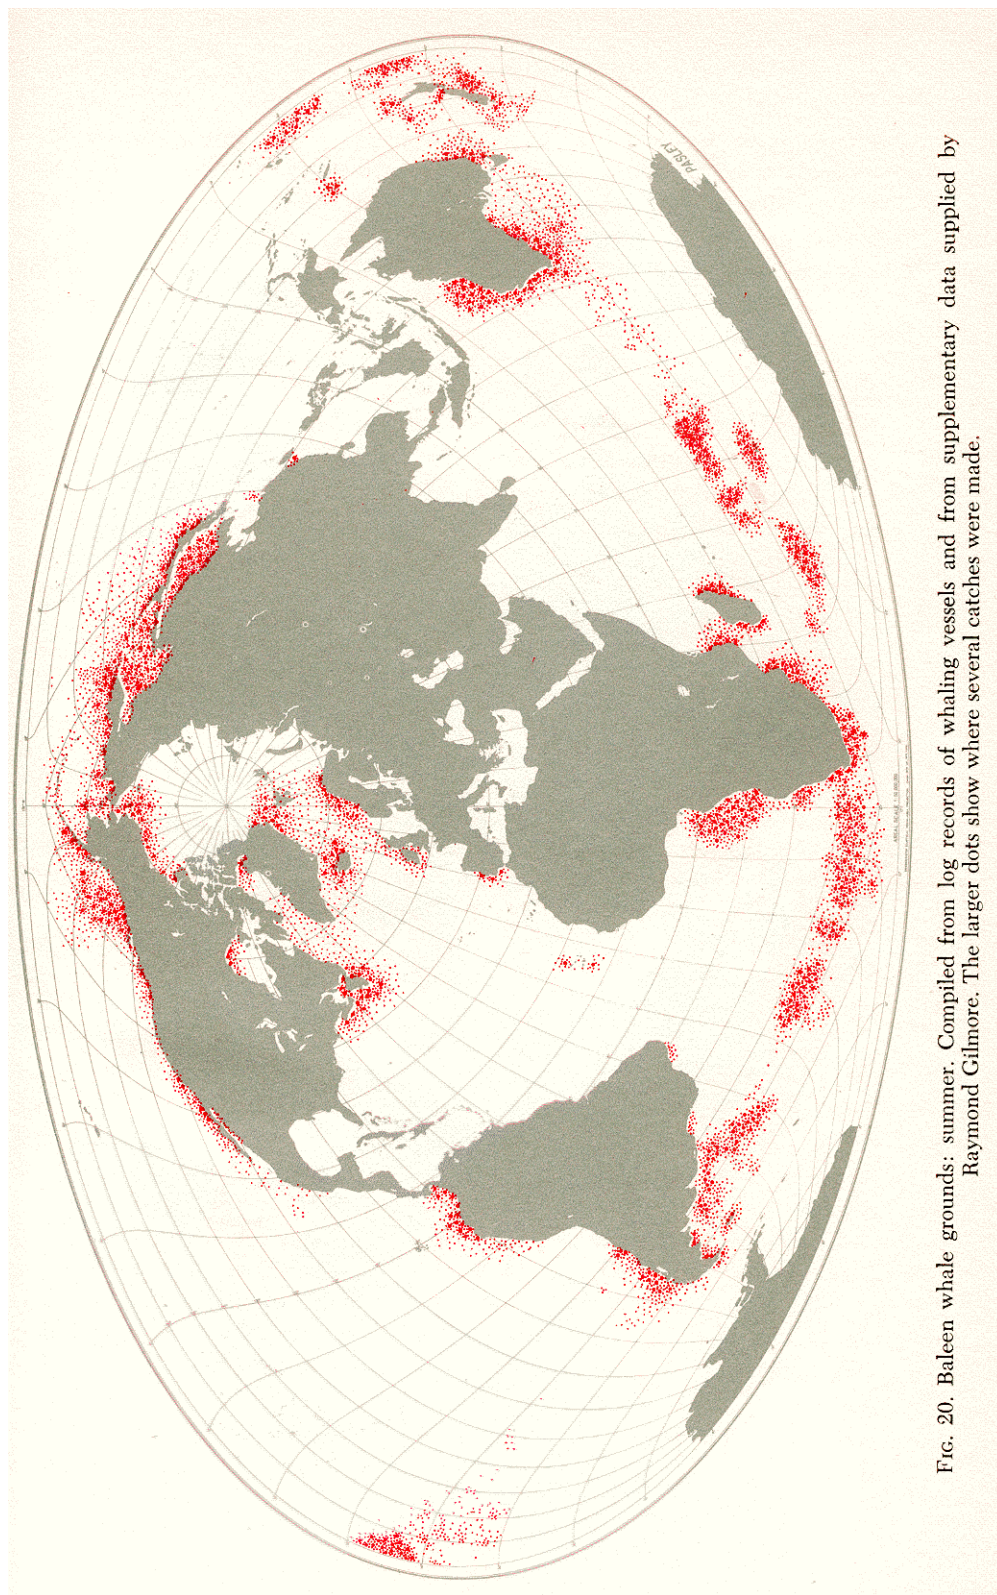 PAISLEY
FIG. 20. Baleen whale grounds: summer. Compiled from log records of whaling vessels and from supplementary data supplied by
Raymond Gilmore. The larger dots show where several catches were made.